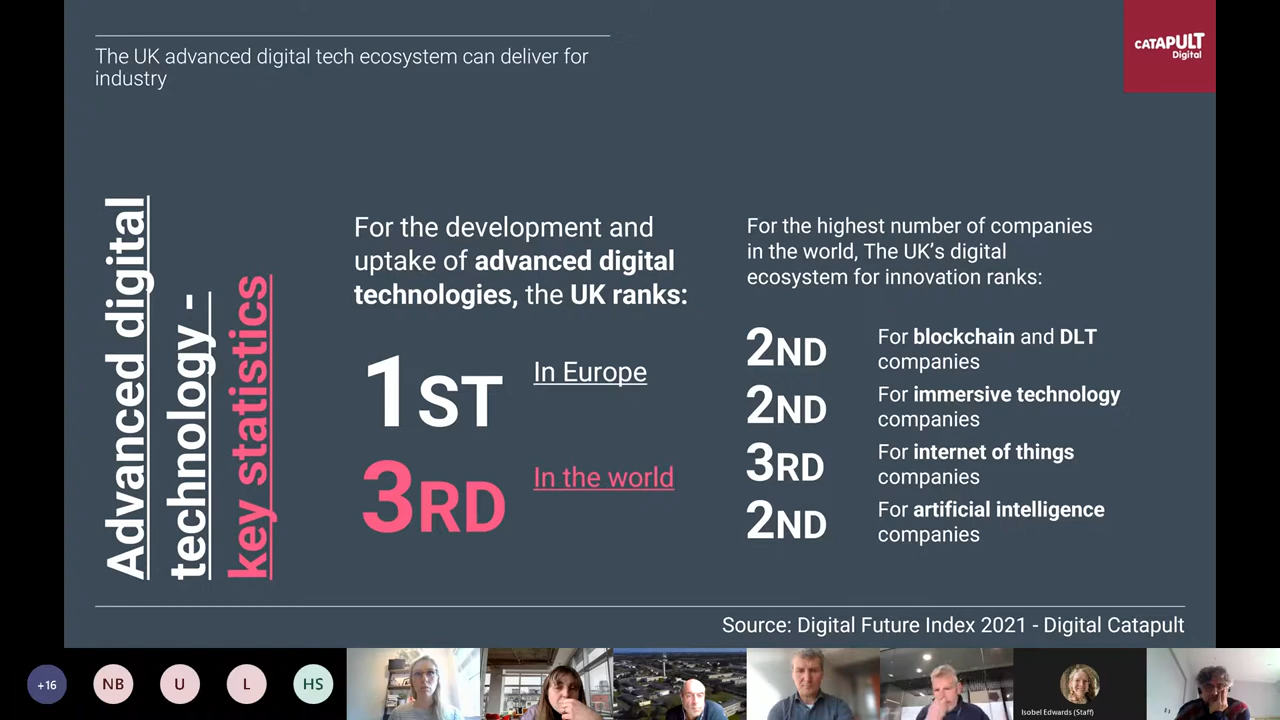 The UK advanced digital tech ecosystem can deliver for
industry
CATAPULT
Digital
Advanced digital
technology -
key statistics
For the development and
uptake of advanced digital
technologies, the UK ranks:
1ST
In Europe
3RD
In the world
For the highest number of companies
in the world, The UK's digital
ecosystem for innovation ranks:
2ND
For blockchain and DLT
companies
2ND
For immersive technology
companies
3RD
For internet of things
companies
2ND
For artificial intelligence
companies
Source: Digital Future Index 2021 - Digital Catapult
+16
NB
U
L
HS
Isobel Edwards (Staff)